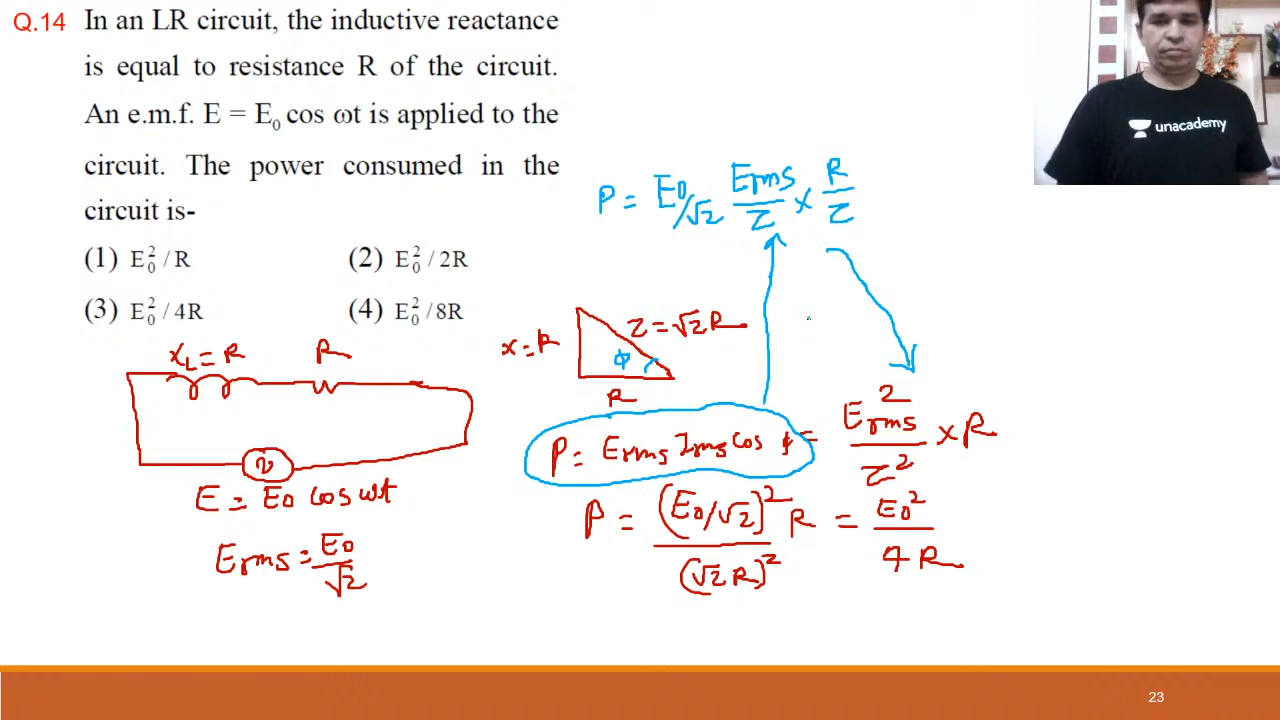 Q.14 In an LR circuit, the inductive reactance
is equal to resistance R of the circuit.
An e.m.f. E = E₀ cos ωt is applied to the
circuit. The power consumed in the
circuit is-
(1) E₀² / R (2) E₀² / 2R
(3) E₀² / 4R (4) E₀² / 8R
unacademy
P = E₀/√2 Erms/Z × R/Z
x = R
Z = √2 R
φ
R
X_L = R R
E = E₀ cos ωt
Erms = E₀/√2
P = Erms Irms cos φ = E²rms/Z² × R
P = (E₀/√2)² R/(√2 R)² = E₀²/4R
23